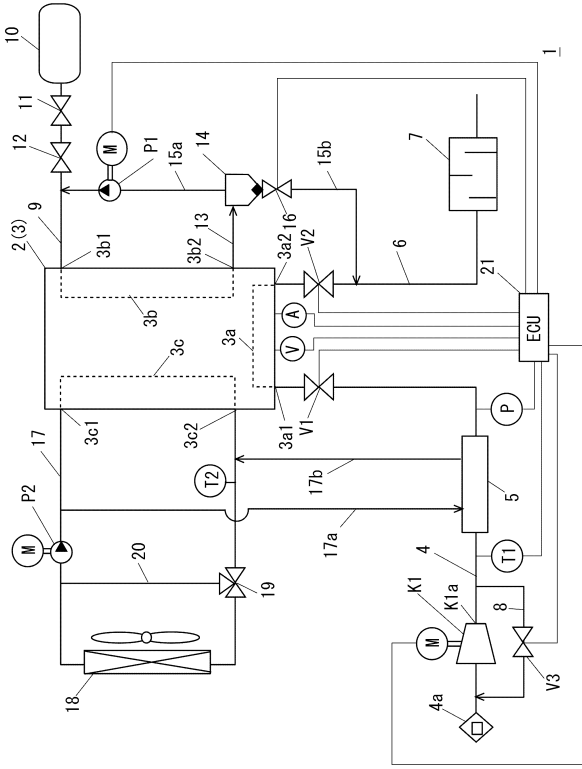 10
11
12
M
P1
15a
14
1
9
13
16
15b
7
2(3)
3b1
3b2
3b
3a2
V2
6
3c
3a
A
V
21
ECU
3c1
3c2
3a1
V1
P
17
T2
17b
5
P2
M
20
17a
4
T1
19
K1
K1a
8
M
18
4a
V3